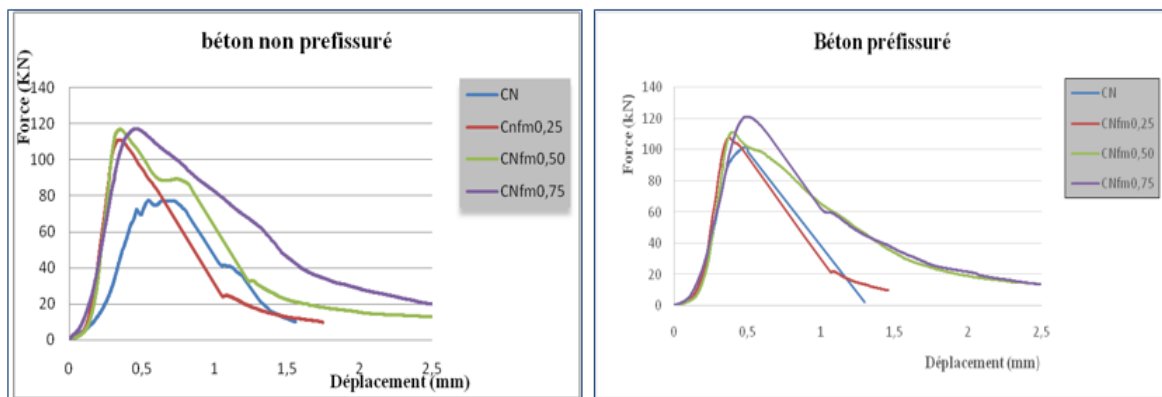 béton non prefissuré
Force (KN)
140
120
100
80
60
40
20
0
0
0,5
1
1,5
2
2,5
Déplacement (mm)
CN
Cnfm0,25
CNfm0,50
CNfm0,75
Béton préfissuré
Force (kN)
140
120
100
80
60
40
20
0
0
0,5
1
1,5
2
2,5
Déplacement (mm)
CN
CNfm0,25
CNfm0,50
CNfm0,75